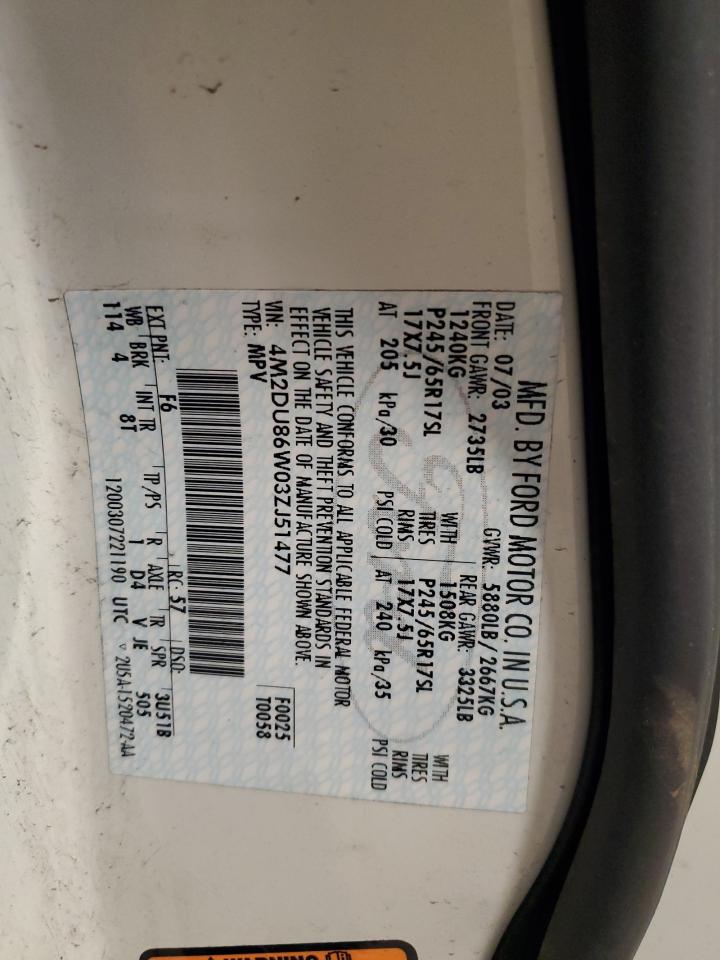 MFD. BY FORD MOTOR CO. IN U.S.A.
DATE: 07/03 GVWR: 5880LB/2667KG
FRONT GAWR: 2735LB REAR GAWR: 3325LB
1240KG WITH 1508KG WITH
P245/65R17SL TIRES P245/65R17SL TIRES
17X7.5J RIMS 17X7.5J RIMS
AT 205 kPa/30 PSI COLD AT 240 kPa/35 PSI COLD
THIS VEHICLE CONFORMS TO ALL APPLICABLE FEDERAL MOTOR
VEHICLE SAFETY AND THEFT PREVENTION STANDARDS IN
EFFECT ON THE DATE OF MANUFACTURE SHOWN ABOVE.
VIN: 4M2DU86W03ZJ51477 F0025
TYPE: MPV T0058
EXT PNT: F6 RC: 57 DSO:
WB BRK INT TR TP/PS R AXLE TR SPR 3U51B
114 4 8T 1 D4 V JE 505
1200307221190 UTC ▽ 2USA-1520472-AA
WARNING